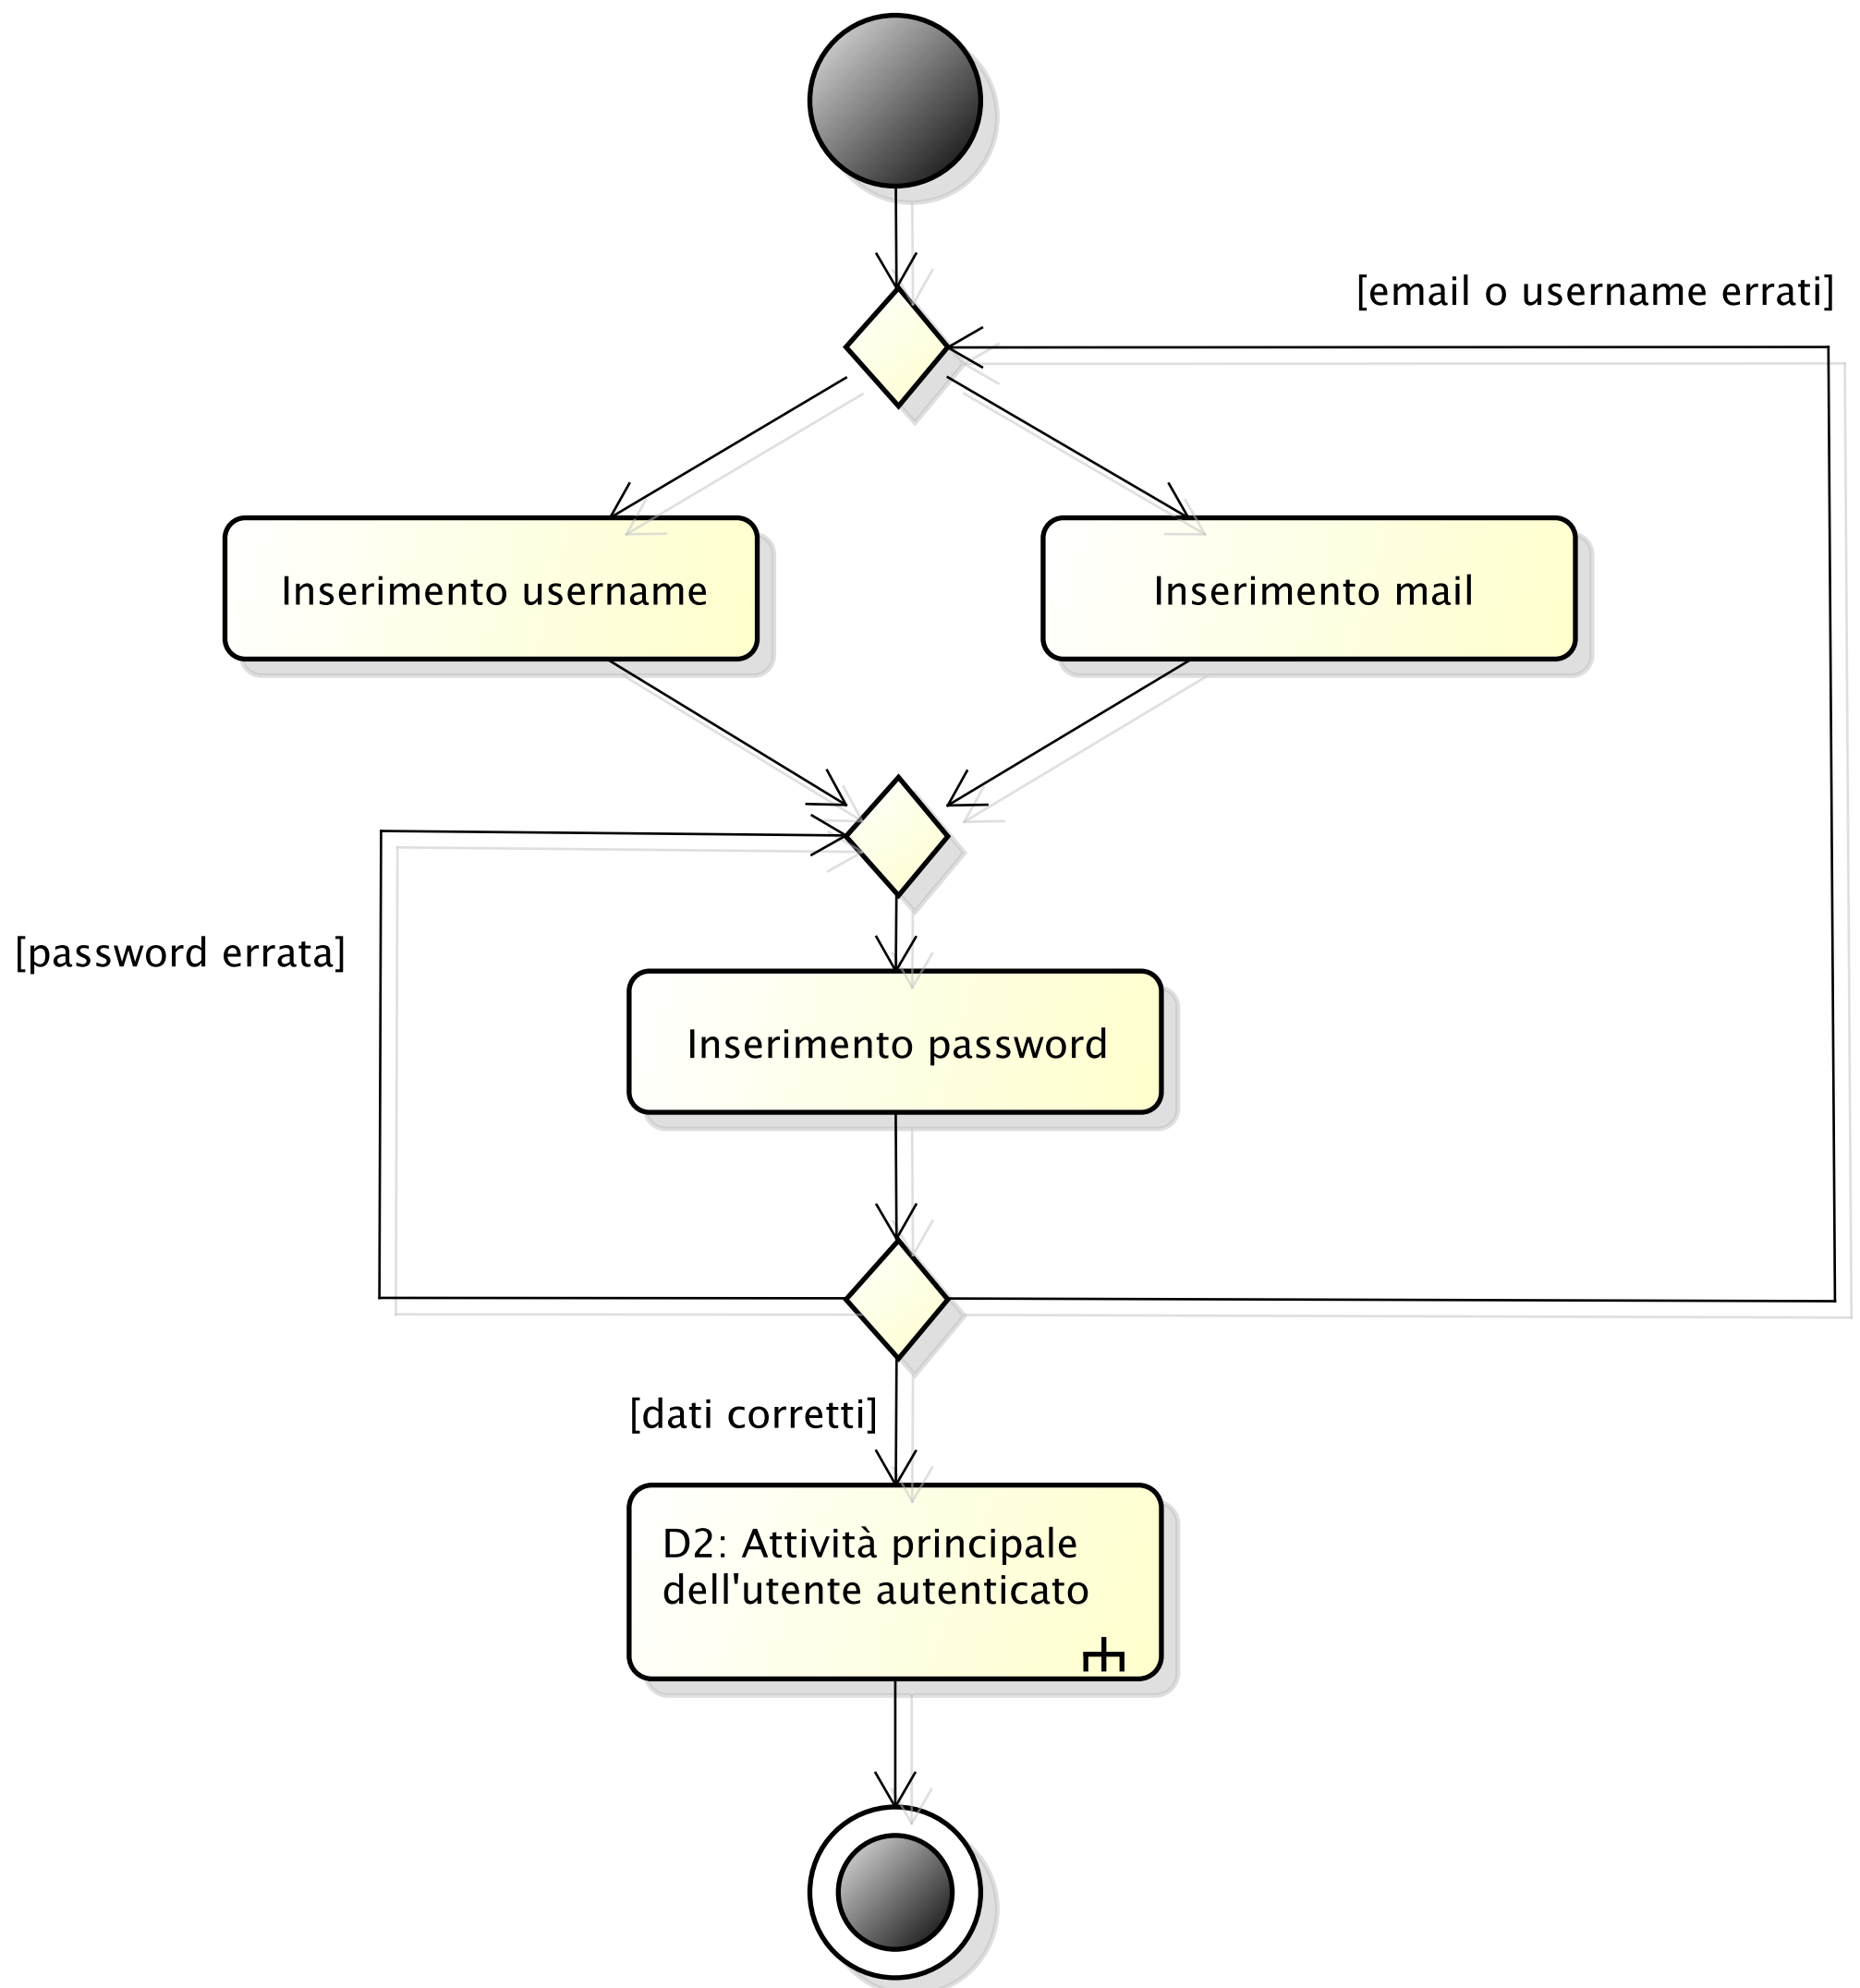 [email o username errati]
Inserimento username
Inserimento mail
[password errata]
Inserimento password
[dati corretti]
D2: Attività principale
dell'utente autenticato